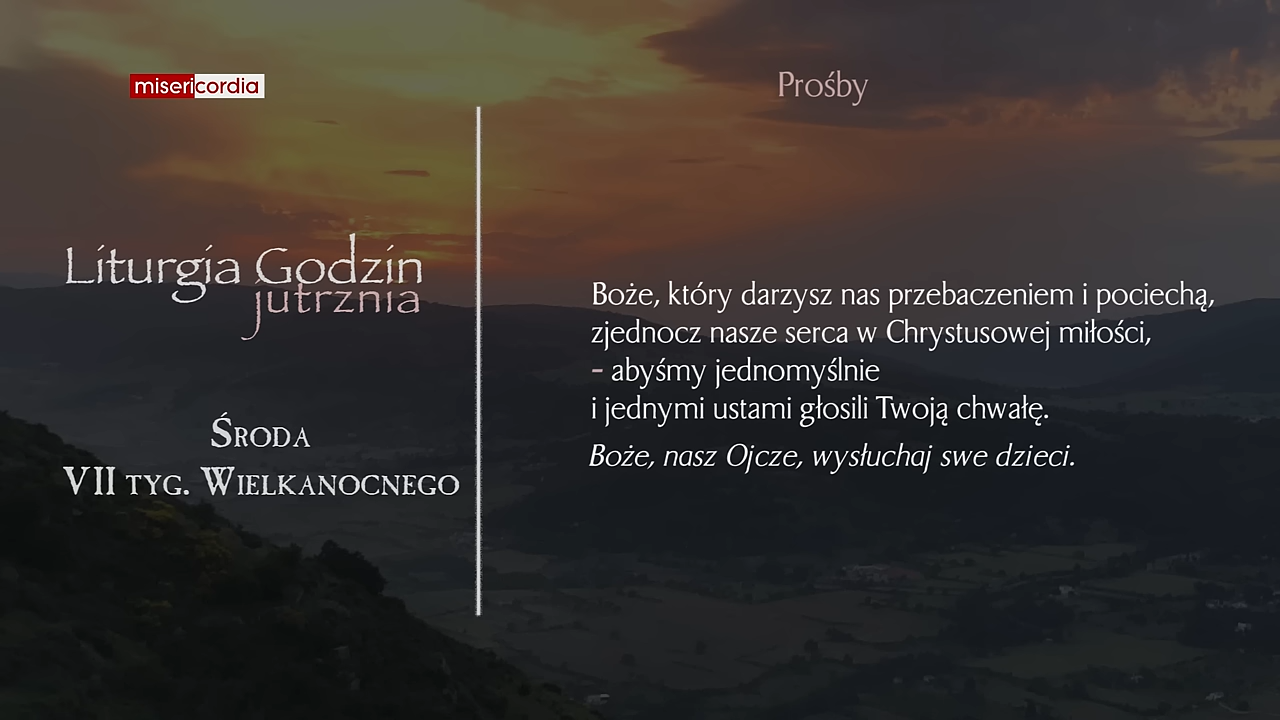 misericordia
Liturgia Godzin
jutrznia
Środa
VII tyg. Wielkanocnego
Prośby
Boże, który darzysz nas przebaczeniem i pociechą,
zjednocz nasze serca w Chrystusowej miłości,
- abyśmy jednomyślnie
i jednymi ustami głosili Twoją chwałę.
Boże, nasz Ojcze, wysłuchaj swe dzieci.